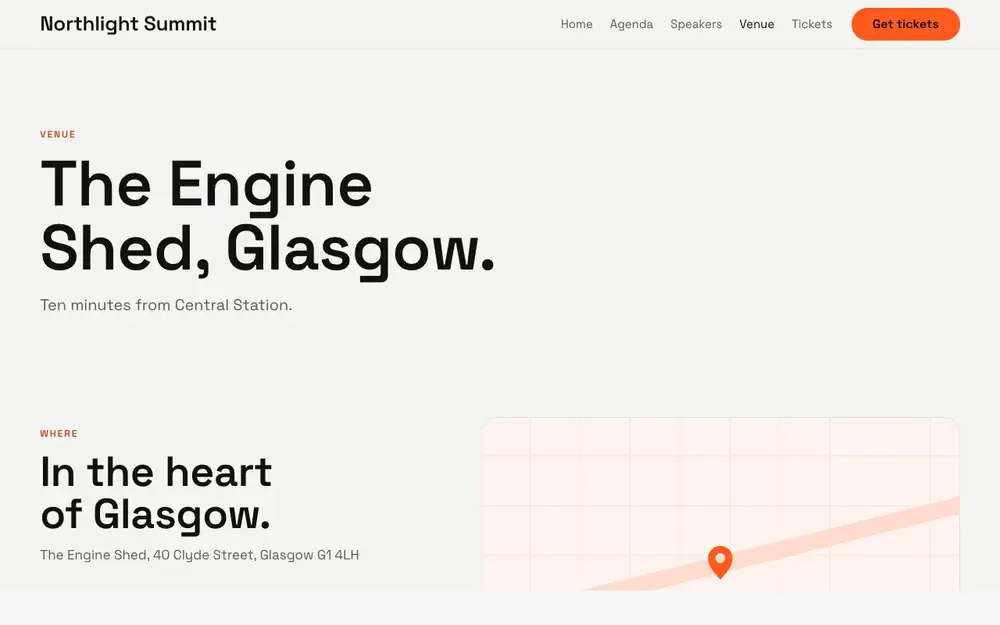 Northlight Summit
Home Agenda Speakers Venue Tickets Get tickets
VENUE
The Engine
Shed, Glasgow.
Ten minutes from Central Station.
WHERE
In the heart
of Glasgow.
The Engine Shed, 40 Clyde Street, Glasgow G1 4LH